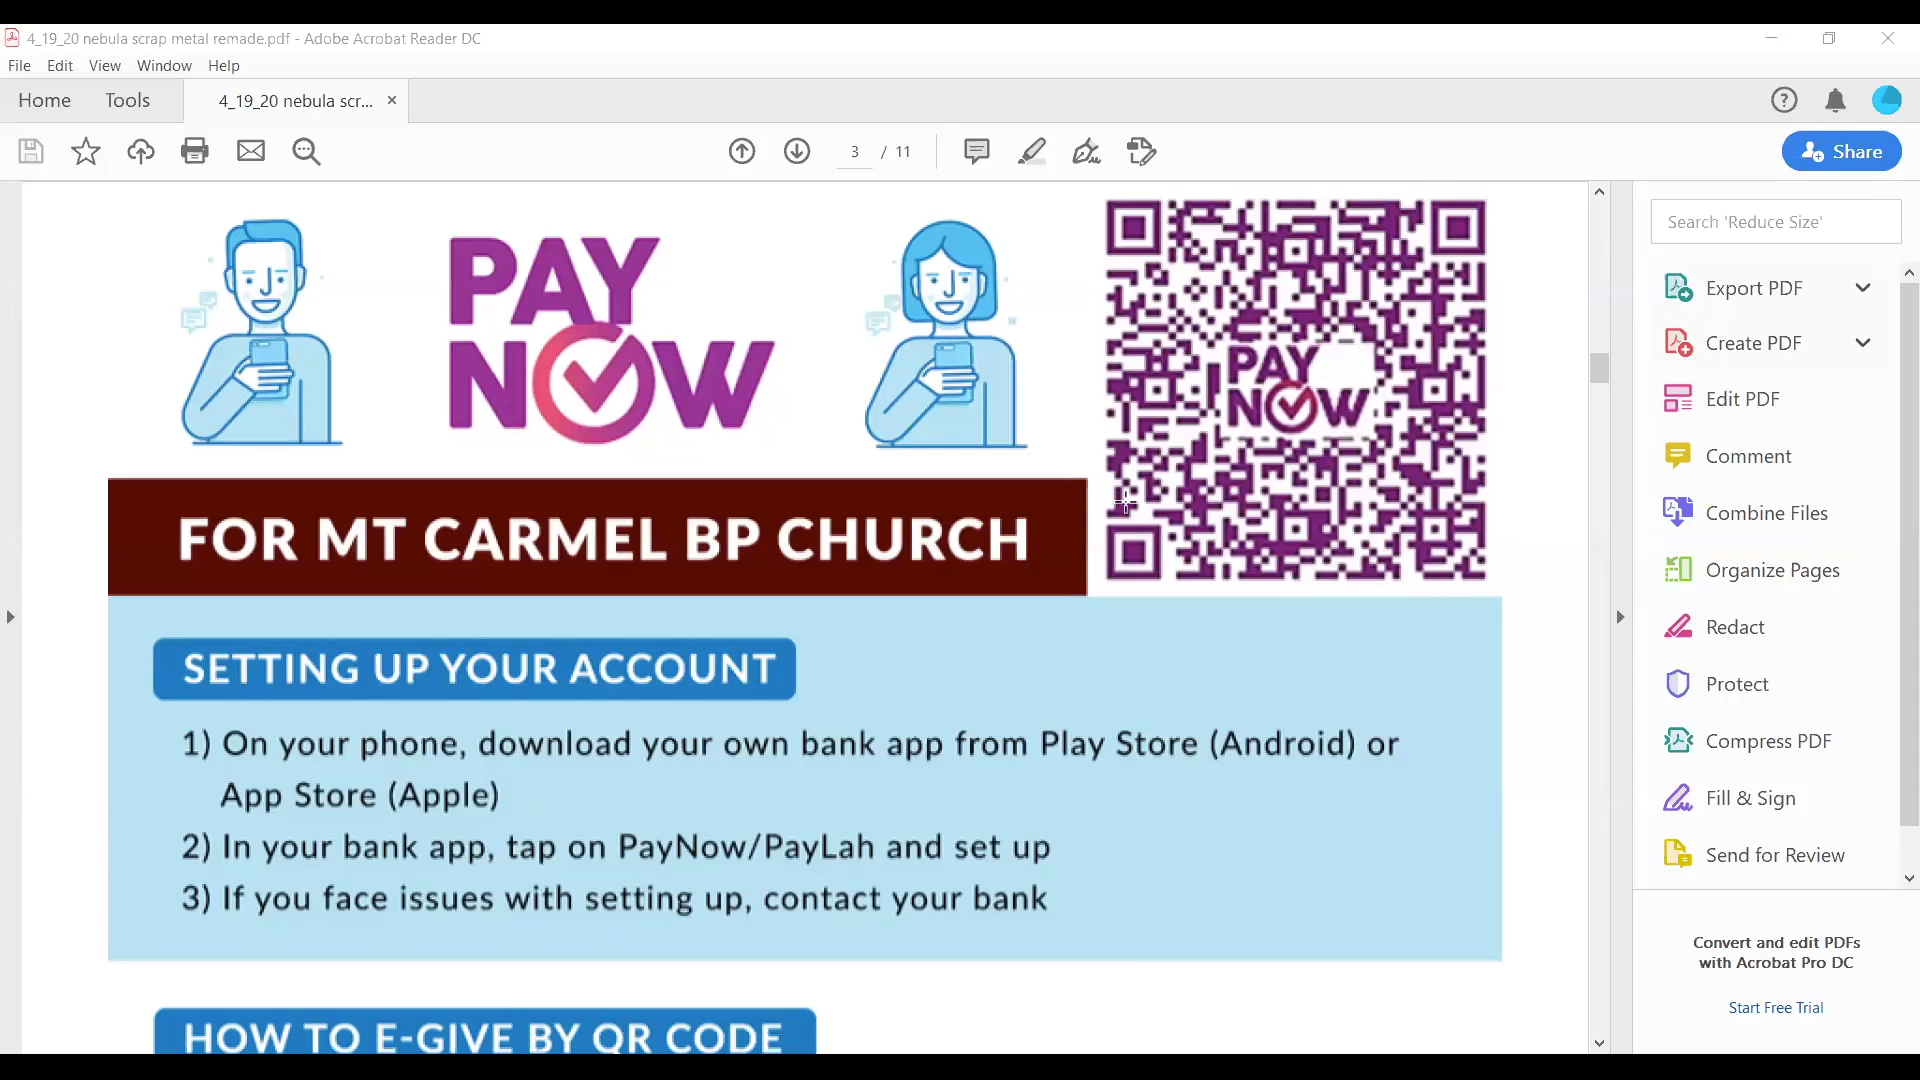 4_19_20 nebula scrap metal remade.pdf - Adobe Acrobat Reader DC
File Edit View Window Help
Home Tools 4_19_20 nebula scr... ×
3 / 11
Share
PAY
NOW
PAY
NOW
FOR MT CARMEL BP CHURCH
SETTING UP YOUR ACCOUNT
1) On your phone, download your own bank app from Play Store (Android) or
App Store (Apple)
2) In your bank app, tap on PayNow/PayLah and set up
3) If you face issues with setting up, contact your bank
HOW TO E-GIVE BY QR CODE
Search 'Reduce Size'
Export PDF
Create PDF
Edit PDF
Comment
Combine Files
Organize Pages
Redact
Protect
Compress PDF
Fill & Sign
Send for Review
Convert and edit PDFs
with Acrobat Pro DC
Start Free Trial